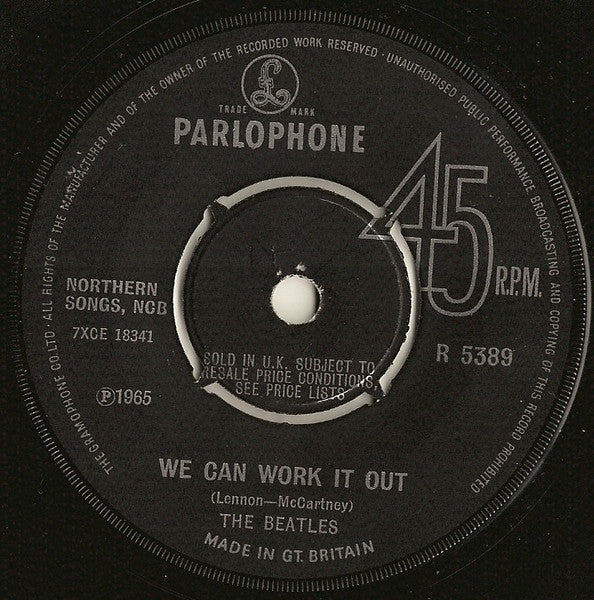 THE GRAMOPHONE CO LTD · ALL RIGHTS OF THE MANUFACTURER AND OF THE OWNER OF THE RECORDED WORK RESERVED · UNAUTHORISED PUBLIC PERFORMANCE BROADCASTING AND COPYING OF THIS RECORD PROHIBITED
£
TRADE MARK
PARLOPHONE
45
R.P.M.
NORTHERN
SONGS, NCB
7XCE 18341
R 5389
SOLD IN U.K. SUBJECT TO
RESALE PRICE CONDITIONS,
SEE PRICE LISTS
Ⓟ1965
WE CAN WORK IT OUT
(Lennon—McCartney)
THE BEATLES
MADE IN GT. BRITAIN